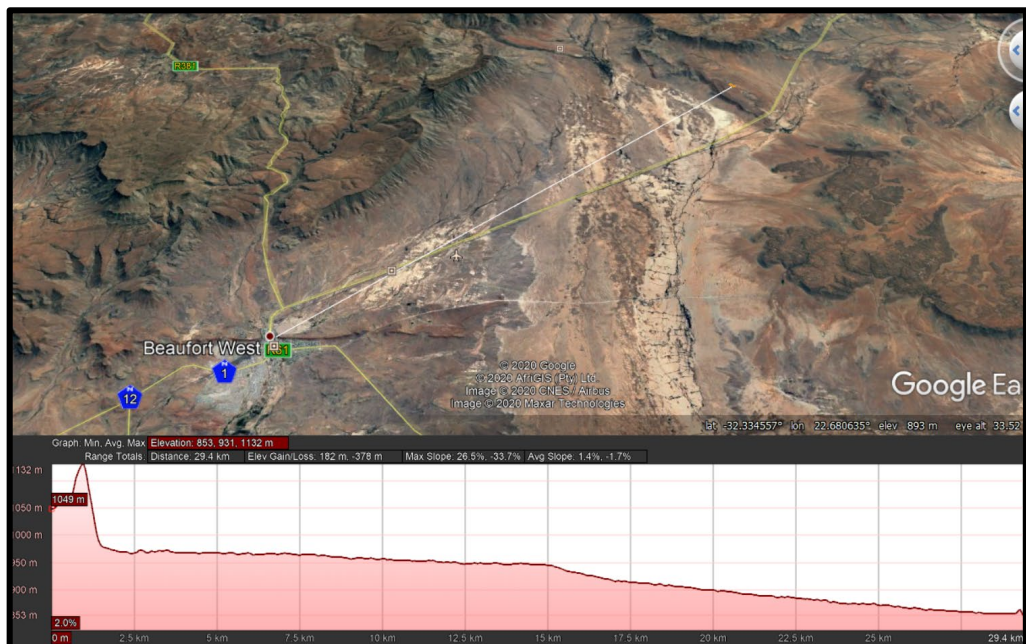 R381
Beaufort West
R61
N
1
N
12
© 2020 Google
© 2020 AfriGIS (Pty) Ltd.
Image © 2020 CNES / Airbus
Image © 2020 Maxar Technologies
Google Ea
lat -32.334557° lon 22.680635° elev 893 m eye alt 33.52
Graph: Min, Avg, Max Elevation: 853, 931, 1132 m
Range Totals: Distance: 29.4 km Elev Gain/Loss: 182 m, -378 m Max Slope: 26.5%, -33.7% Avg Slope: 1.4%, -1.7%
1132 m
1049 m
1050 m
1000 m
950 m
900 m
853 m
2.0%
0 m 2.5 km 5 km 7.5 km 10 km 12.5 km 15 km 17.5 km 20 km 22.5 km 25 km 29.4 km